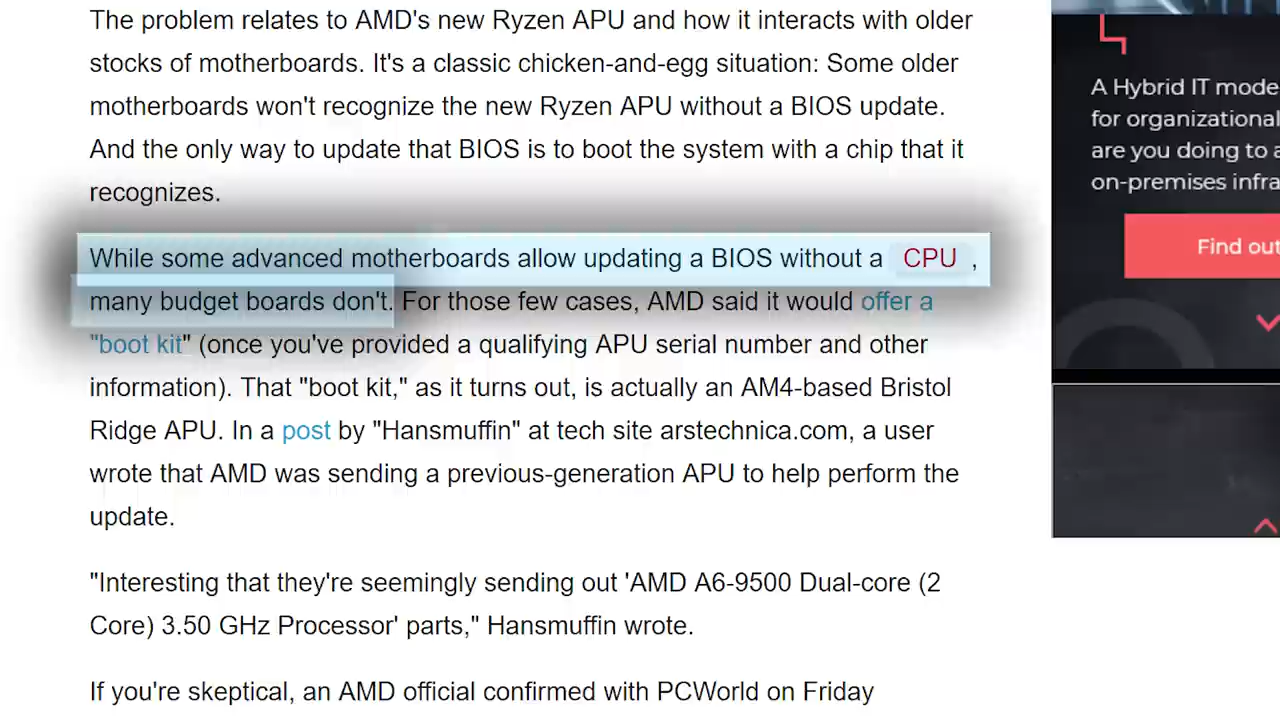 The problem relates to AMD's new Ryzen APU and how it interacts with older
stocks of motherboards. It's a classic chicken-and-egg situation: Some older
motherboards won't recognize the new Ryzen APU without a BIOS update.
And the only way to update that BIOS is to boot the system with a chip that it
recognizes.
While some advanced motherboards allow updating a BIOS without a CPU ,
many budget boards don't. For those few cases, AMD said it would offer a
"boot kit" (once you've provided a qualifying APU serial number and other
information). That "boot kit," as it turns out, is actually an AM4-based Bristol
Ridge APU. In a post by "Hansmuffin" at tech site arstechnica.com, a user
wrote that AMD was sending a previous-generation APU to help perform the
update.
"Interesting that they're seemingly sending out 'AMD A6-9500 Dual-core (2
Core) 3.50 GHz Processor' parts," Hansmuffin wrote.
If you're skeptical, an AMD official confirmed with PCWorld on Friday
A Hybrid IT mode
for organizational
are you doing to a
on-premises infra
Find out